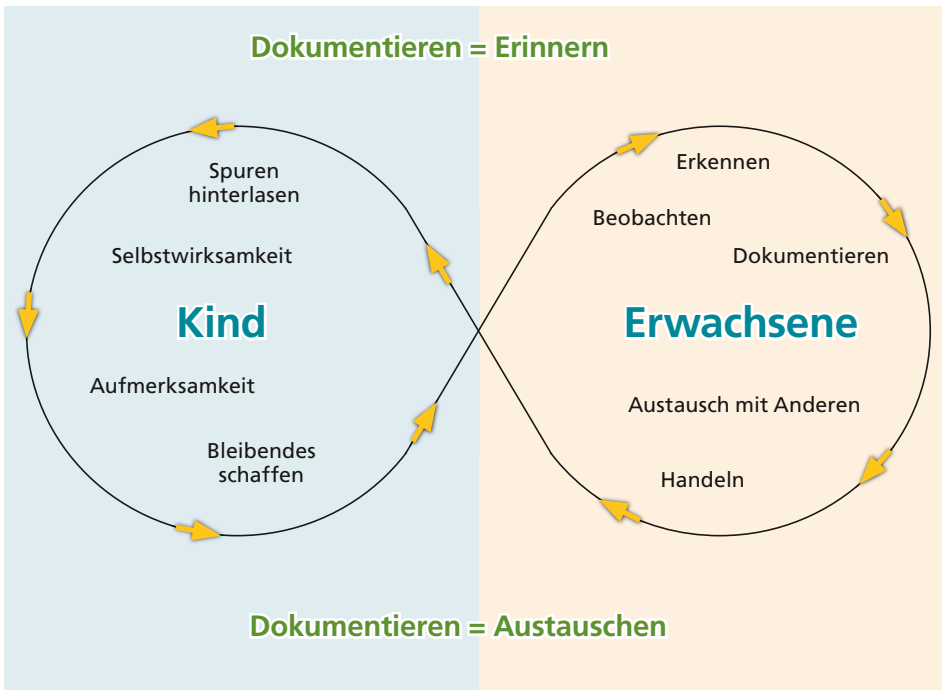 Dokumentieren = Erinnern
Spuren
hinterlasen
Selbstwirksamkeit
Kind
Aufmerksamkeit
Bleibendes
schaffen
Erkennen
Beobachten
Dokumentieren
Erwachsene
Austausch mit Anderen
Handeln
Dokumentieren = Austauschen